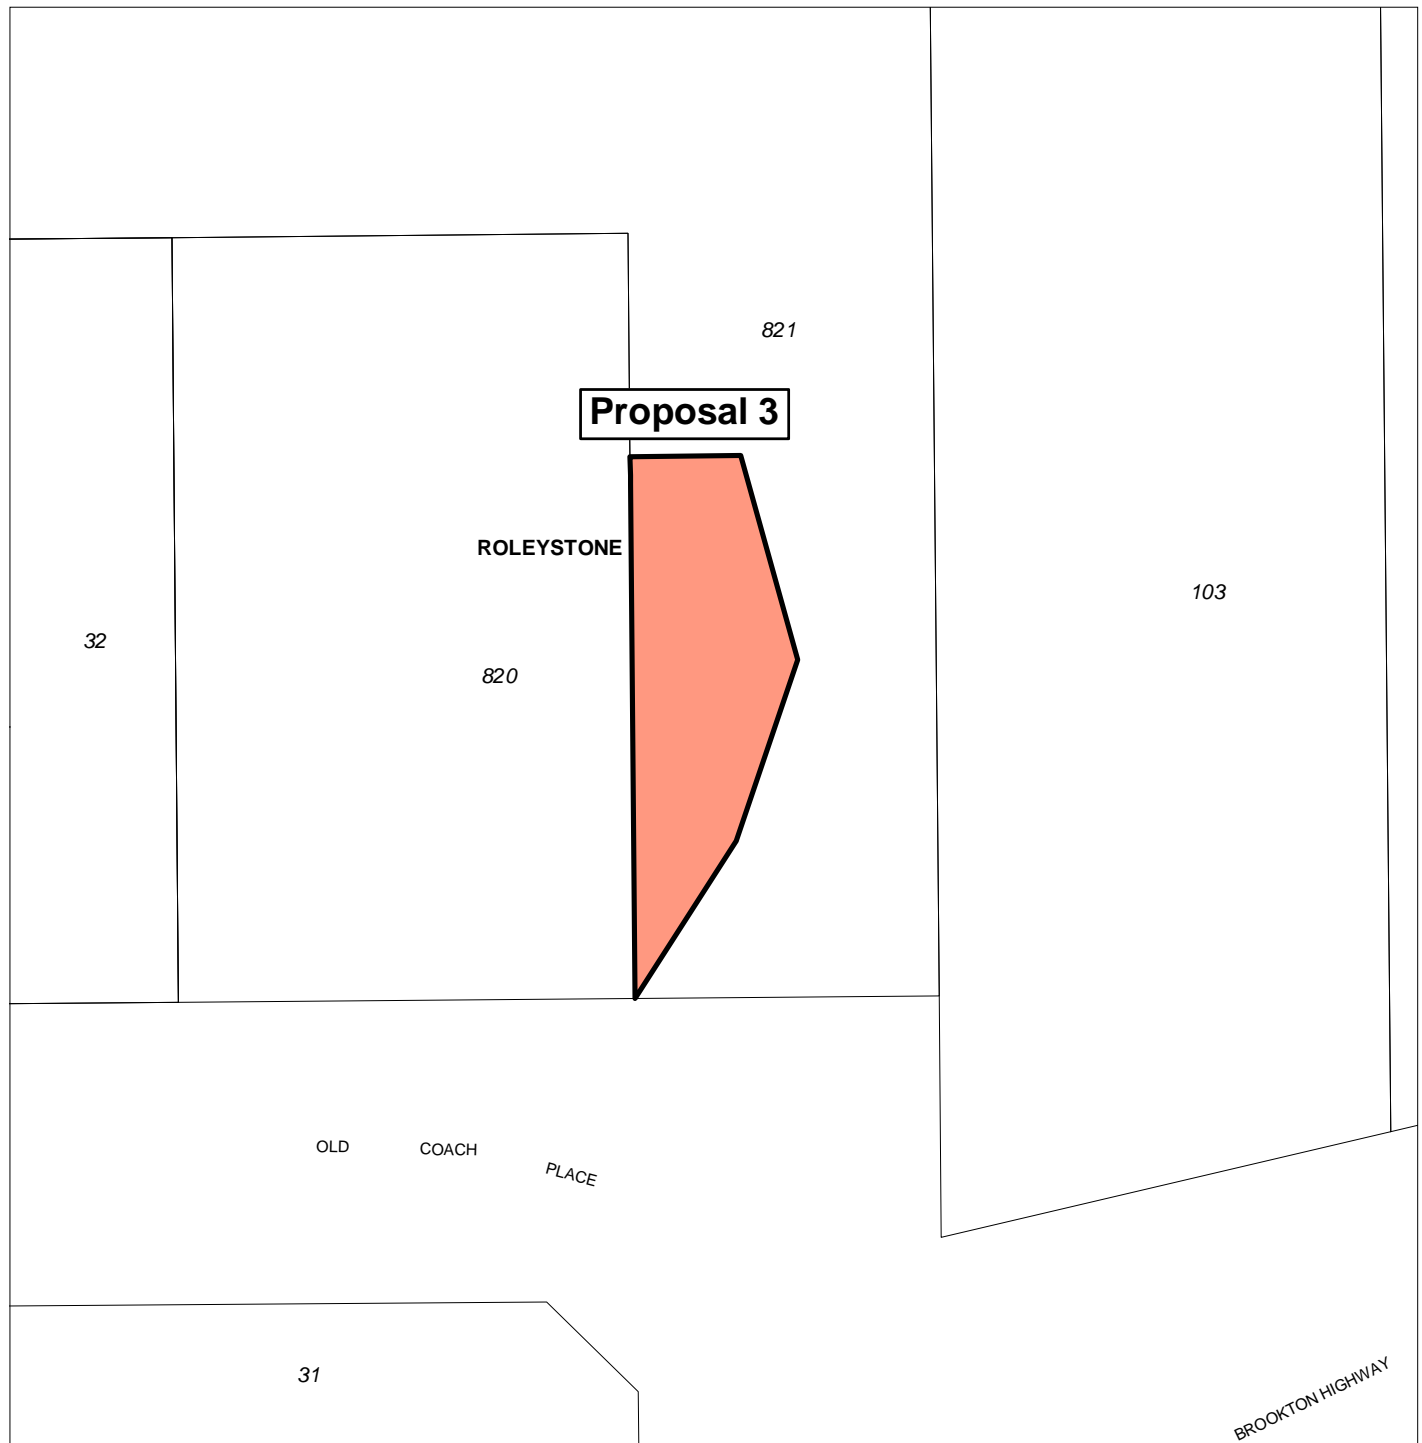 821
Proposal 3
ROLEYSTONE
103
32
820
OLD COACH PLACE
31
BROOKTON HIGHWAY